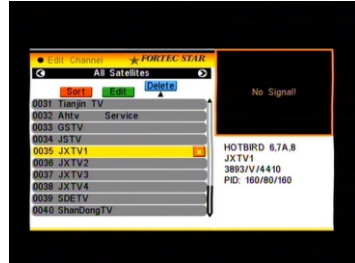 Edit Channel
FORTEC STAR
All Satellites
Sort Edit Delete
0031 Tianjin TV
0032 Ahtv Service
0033 GSTV
0034 JSTV
0035 JXTV1 x
0036 JXTV2
0037 JXTV3
0038 JXTV4
0039 SDETV
0040 ShanDongTV
No Signal!
HOTBIRD 6,7A,8
JXTV1
3893/V/4410
PID: 160/80/160